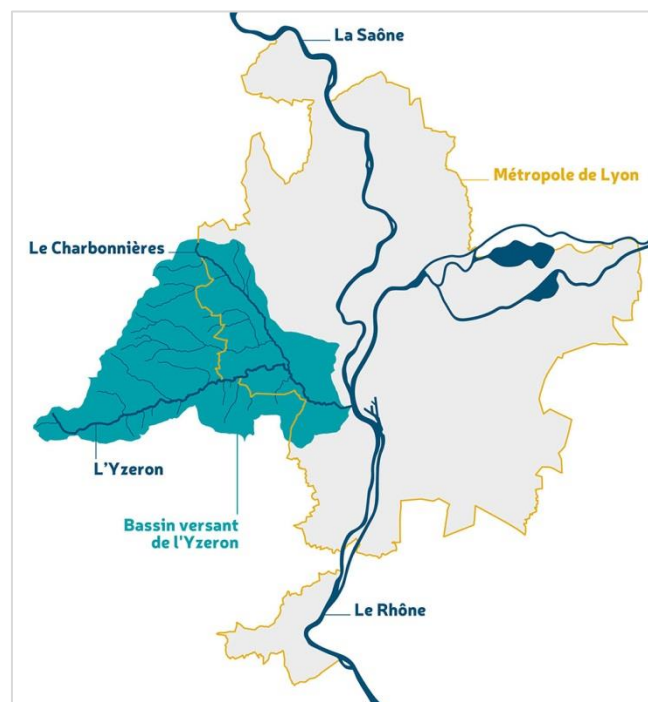 La Saône
Métropole de Lyon
Le Charbonnières
L'Yzeron
Bassin versant
de l'Yzeron
Le Rhône